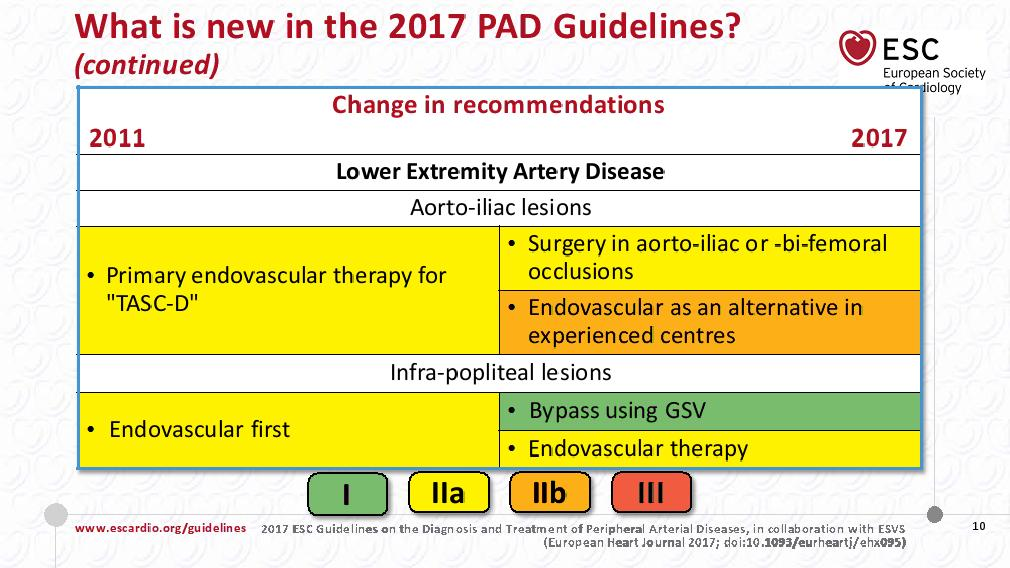 What is new in the 2017 PAD Guidelines?
(continued)
ESC
European Society
of Cardiology
Change in recommendations
2011 2017
Lower Extremity Artery Disease
Aorto-iliac lesions
• Primary endovascular therapy for
"TASC-D"
• Surgery in aorto-iliac or -bi-femoral
occlusions
• Endovascular as an alternative in
experienced centres
Infra-popliteal lesions
• Endovascular first
• Bypass using GSV
• Endovascular therapy
I IIa IIb III
www.escardio.org/guidelines
2017 ESC Guidelines on the Diagnosis and Treatment of Peripheral Arterial Diseases, in collaboration with ESVS
(European Heart Journal 2017; doi:10.1093/eurheartj/ehx095)
10